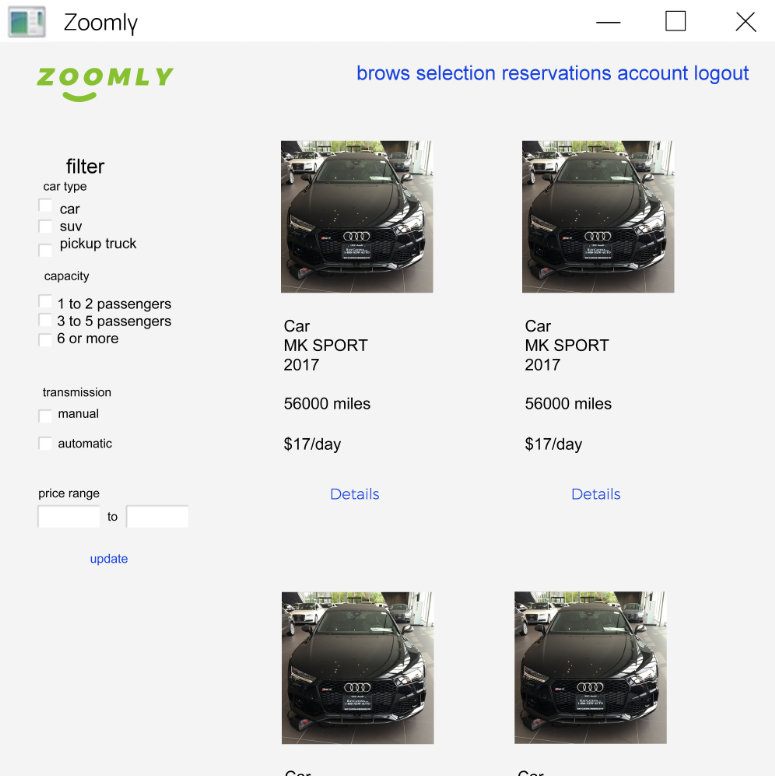 Zoomly
ZOOMLY
brows selection reservations account logout
filter
car type
car
suv
pickup truck
capacity
1 to 2 passengers
3 to 5 passengers
6 or more
transmission
manual
automatic
price range
to
update
Car
MK SPORT
2017
56000 miles
$17/day
Details
Car
MK SPORT
2017
56000 miles
$17/day
Details
Car
Car